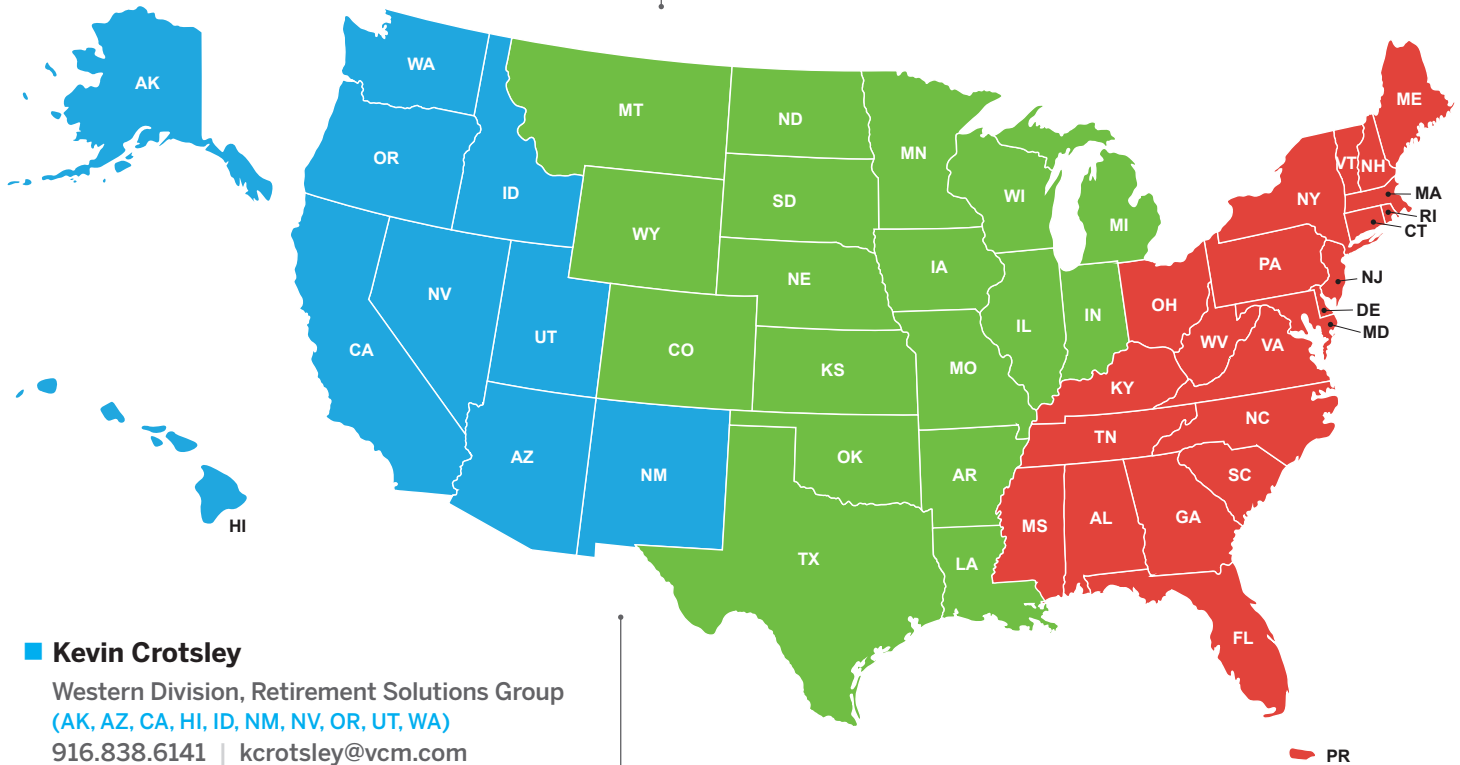 AK
WA
MT
ND
MN
ME
OR
ID
SD
WI
MI
NY
VT
NH
MA
RI
CT
WY
NE
IA
PA
NJ
NV
UT
CO
KS
MO
IL
IN
OH
WV
VA
DE
MD
CA
KY
AZ
NM
OK
AR
TN
NC
SC
HI
TX
LA
MS
AL
GA
FL
PR
Kevin Crotsley
Western Division, Retirement Solutions Group
(AK, AZ, CA, HI, ID, NM, NV, OR, UT, WA)
916.838.6141 | kcrotsley@vcm.com